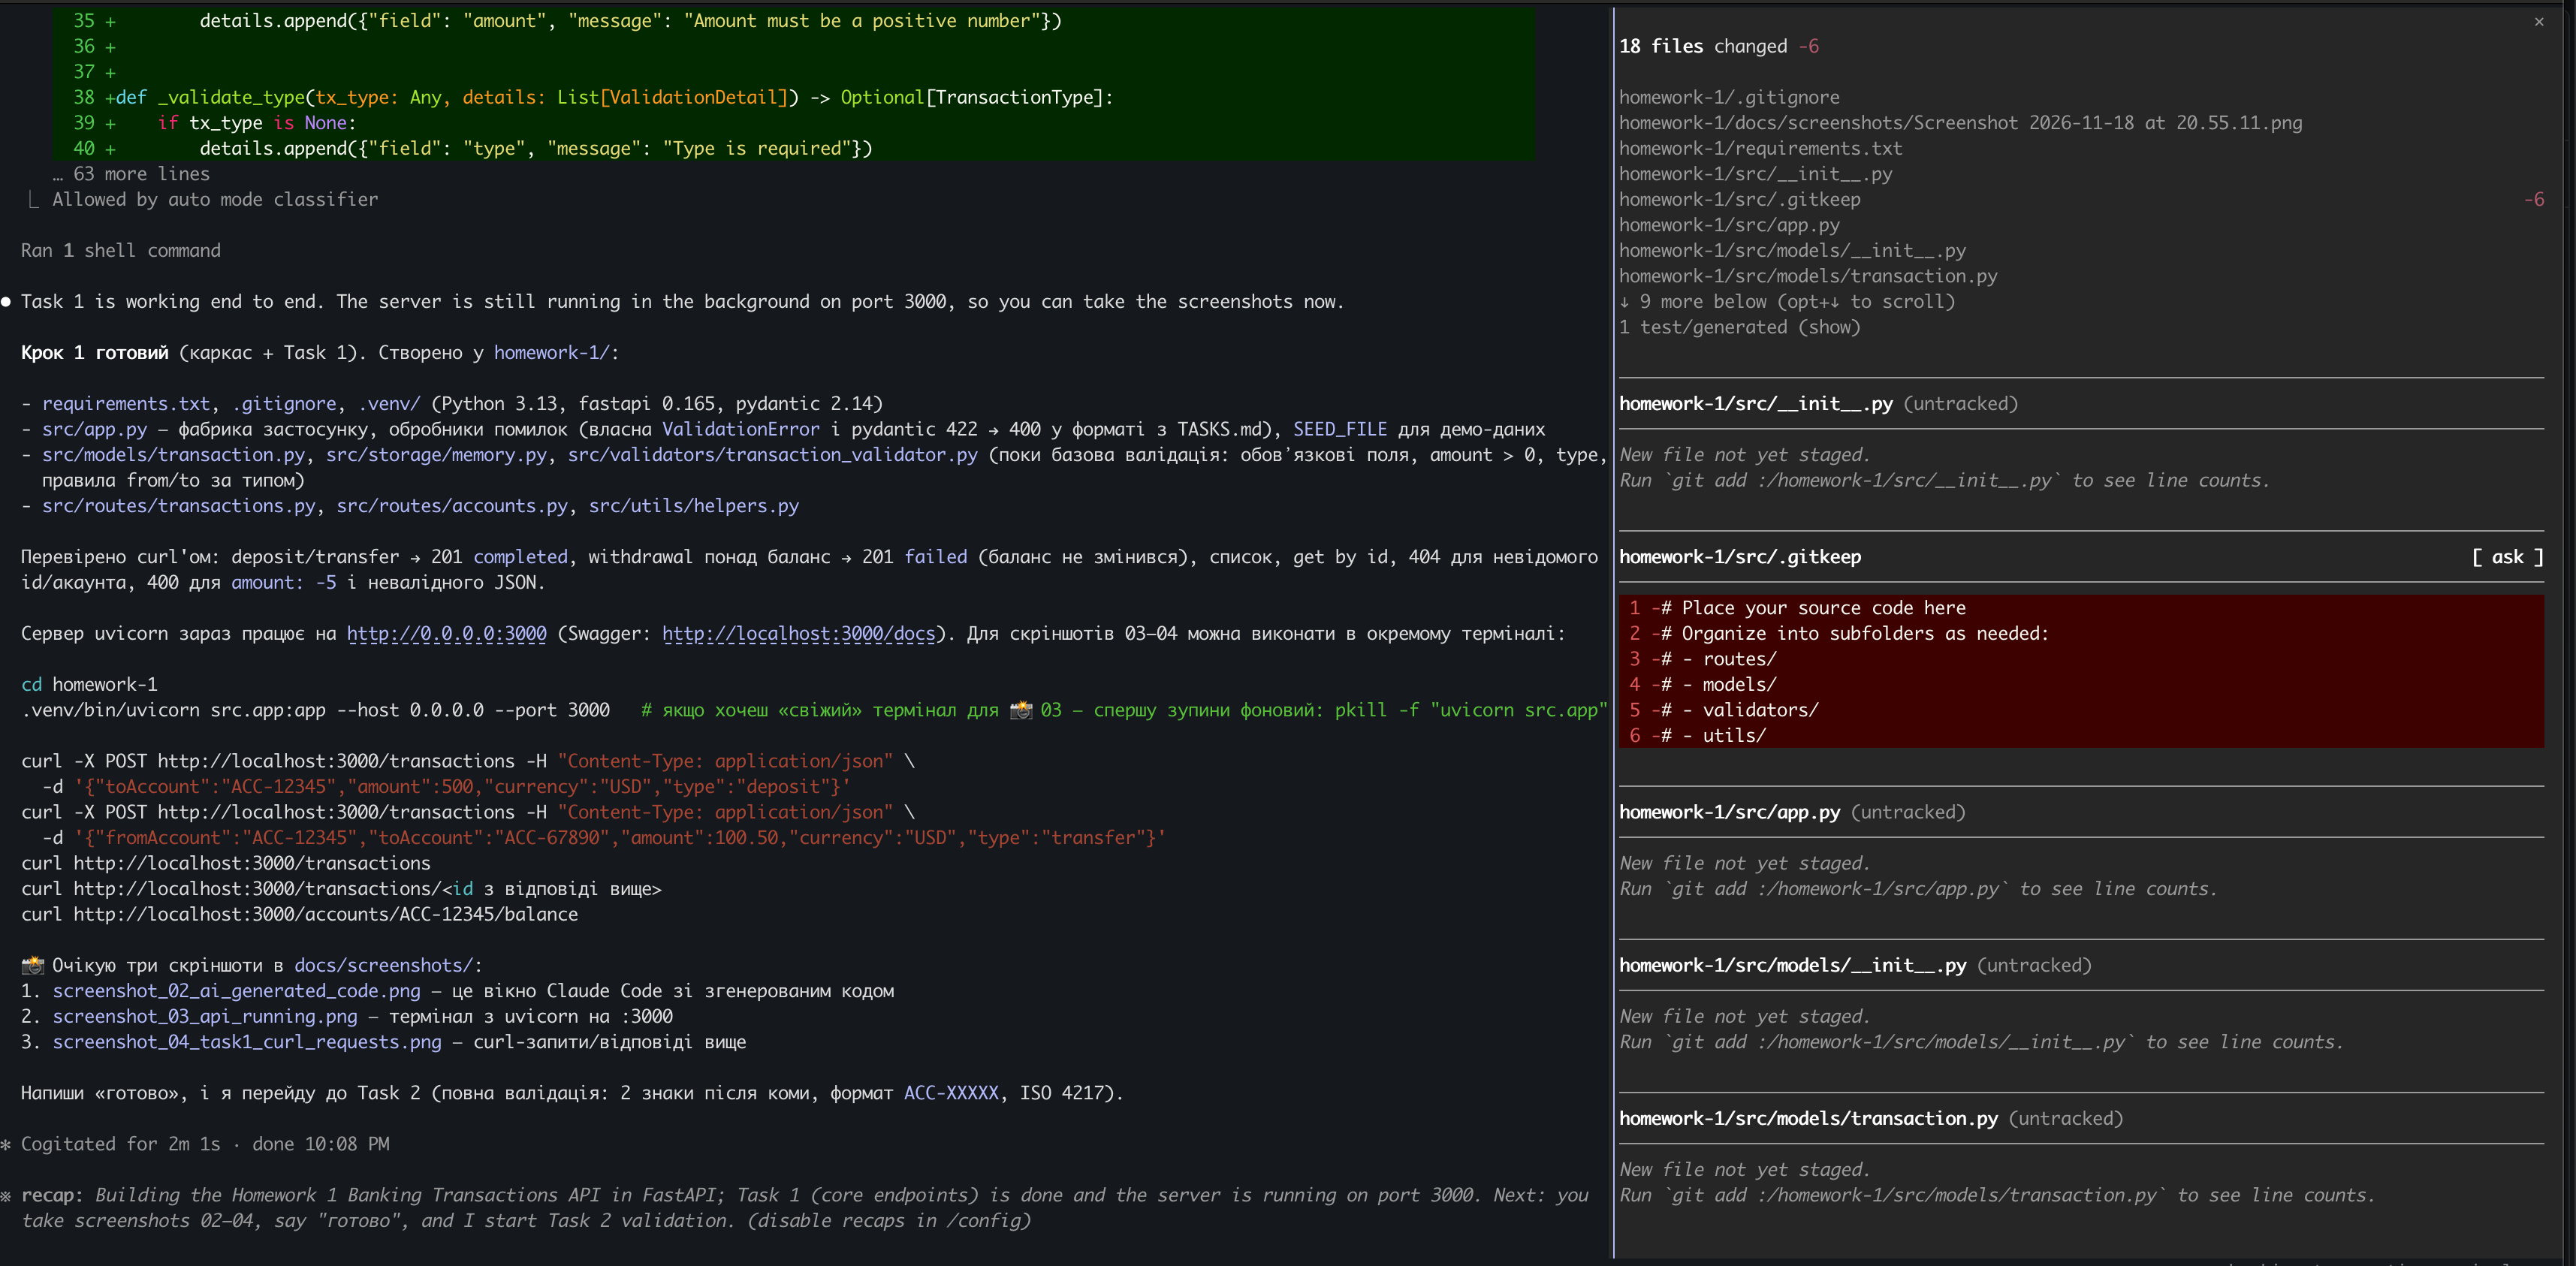 35 +        details.append({"field": "amount", "message": "Amount must be a positive number"})
36 +
37 +
38 +def _validate_type(tx_type: Any, details: List[ValidationDetail]) -> Optional[TransactionType]:
39 +    if tx_type is None:
40 +        details.append({"field": "type", "message": "Type is required"})
… 63 more lines
⎿ Allowed by auto mode classifier
Ran 1 shell command
● Task 1 is working end to end. The server is still running in the background on port 3000, so you can take the screenshots now.
Крок 1 готовий (каркас + Task 1). Створено у homework-1/:
- requirements.txt, .gitignore, .venv/ (Python 3.13, fastapi 0.165, pydantic 2.14)
- src/app.py — фабрика застосунку, обробники помилок (власна ValidationError і pydantic 422 → 400 у форматі з TASKS.md), SEED_FILE для демо-даних
- src/models/transaction.py, src/storage/memory.py, src/validators/transaction_validator.py (поки базова валідація: обов’язкові поля, amount > 0, type,
правила from/to за типом)
- src/routes/transactions.py, src/routes/accounts.py, src/utils/helpers.py
Перевірено curl'ом: deposit/transfer → 201 completed, withdrawal понад баланс → 201 failed (баланс не змінився), список, get by id, 404 для невідомого
id/акаунта, 400 для amount: -5 і невалідного JSON.
Сервер uvicorn зараз працює на http://0.0.0.0:3000 (Swagger: http://localhost:3000/docs). Для скріншотів 03–04 можна виконати в окремому терміналі:
cd homework-1
.venv/bin/uvicorn src.app:app --host 0.0.0.0 --port 3000   # якщо хочеш «свіжий» термінал для 📸 03 — спершу зупини фоновий: pkill -f "uvicorn src.app"
curl -X POST http://localhost:3000/transactions -H "Content-Type: application/json" \
-d '{"toAccount":"ACC-12345","amount":500,"currency":"USD","type":"deposit"}'
curl -X POST http://localhost:3000/transactions -H "Content-Type: application/json" \
-d '{"fromAccount":"ACC-12345","toAccount":"ACC-67890","amount":100.50,"currency":"USD","type":"transfer"}'
curl http://localhost:3000/transactions
curl http://localhost:3000/transactions/<id з відповіді вище>
curl http://localhost:3000/accounts/ACC-12345/balance
📸 Очікую три скріншоти в docs/screenshots/:
1. screenshot_02_ai_generated_code.png — це вікно Claude Code зі згенерованим кодом
2. screenshot_03_api_running.png — термінал з uvicorn на :3000
3. screenshot_04_task1_curl_requests.png — curl-запити/відповіді вище
Напиши «готово», і я перейду до Task 2 (повна валідація: 2 знаки після коми, формат ACC-XXXXX, ISO 4217).
✻ Cogitated for 2m 1s · done 10:08 PM
※ recap: Building the Homework 1 Banking Transactions API in FastAPI; Task 1 (core endpoints) is done and the server is running on port 3000. Next: you
take screenshots 02–04, say "готово", and I start Task 2 validation. (disable recaps in /config)
×
18 files changed -6
homework-1/.gitignore
homework-1/docs/screenshots/Screenshot 2026-11-18 at 20.55.11.png
homework-1/requirements.txt
homework-1/src/__init__.py
homework-1/src/.gitkeep -6
homework-1/src/app.py
homework-1/src/models/__init__.py
homework-1/src/models/transaction.py
↓ 9 more below (opt+↓ to scroll)
1 test/generated (show)
homework-1/src/__init__.py (untracked)
New file not yet staged.
Run `git add :/homework-1/src/__init__.py` to see line counts.
homework-1/src/.gitkeep [ ask ]
1 -# Place your source code here
2 -# Organize into subfolders as needed:
3 -# - routes/
4 -# - models/
5 -# - validators/
6 -# - utils/
homework-1/src/app.py (untracked)
New file not yet staged.
Run `git add :/homework-1/src/app.py` to see line counts.
homework-1/src/models/__init__.py (untracked)
New file not yet staged.
Run `git add :/homework-1/src/models/__init__.py` to see line counts.
homework-1/src/models/transaction.py (untracked)
New file not yet staged.
Run `git add :/homework-1/src/models/transaction.py` to see line counts.